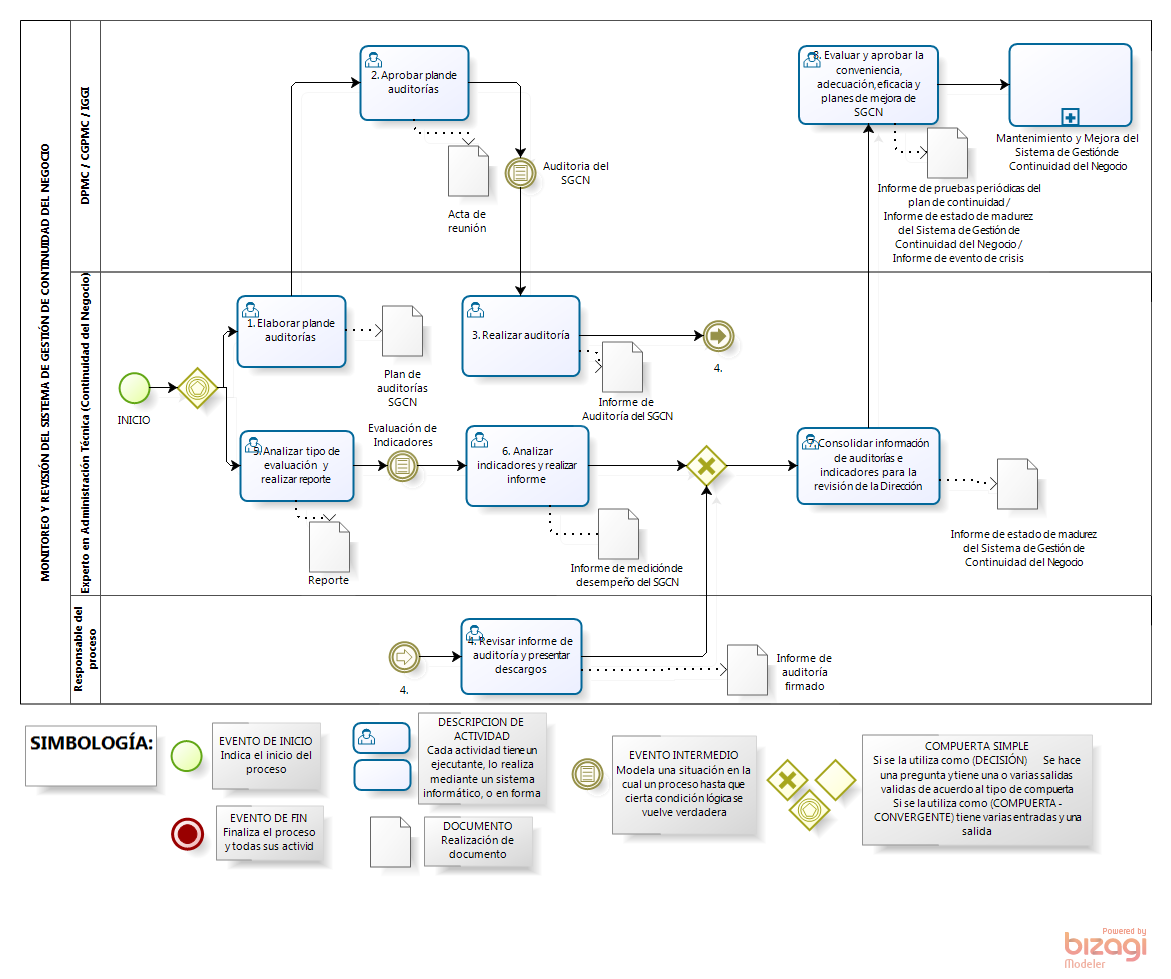 MONITOREO Y REVISIÓN DEL SISTEMA DE GESTIÓN DE CONTINUIDAD DEL NEGOCIO
DPMC / CGPMC / IGGI
2. Aprobar plan de
auditorías
Acta de
reunión
Auditoria del
SGCN
8. Evaluar y aprobar la
conveniencia,
adecuación, eficacia y
planes de mejora de
SGCN
Informe de pruebas periódicas del
plan de continuidad /
Informe de estado de madurez
del Sistema de Gestión de
Continuidad del Negocio /
Informe de evento de crisis
Mantenimiento y Mejora del
Sistema de Gestión de
Continuidad del Negocio
Experto en Administración Técnica (Continuidad del Negocio)
INICIO
1. Elaborar plan de
auditorías
Plan de
auditorías
SGCN
3. Realizar auditoría
Informe de
Auditoría del SGCN
4.
5. Analizar tipo de
evaluación y
realizar reporte
Reporte
Evaluación de
Indicadores
6. Analizar
indicadores y realizar
informe
Informe de medición de
desempeño del SGCN
7. Consolidar información
de auditorías e
indicadores para la
revisión de la Dirección
Informe de estado de madurez
del Sistema de Gestión de
Continuidad del Negocio
Responsable del
proceso
4.
4. Revisar informe de
auditoría y presentar
descargos
Informe de
auditoría
firmado
SIMBOLOGÍA:
EVENTO DE INICIO
Indica el inicio del
proceso
EVENTO DE FIN
Finaliza el proceso
y todas sus activid
DESCRIPCION DE
ACTIVIDAD
Cada actividad tiene un
ejecutante, lo realiza
mediante un sistema
informático, o en forma
DOCUMENTO
Realización de
documento
EVENTO INTERMEDIO
Modela una situación en la
cual un proceso hasta que
cierta condición lógica se
vuelve verdadera
COMPUERTA SIMPLE
Si se la utiliza como (DECISIÓN) Se hace
una pregunta y tiene una o varias salidas
validas de acuerdo al tipo de compuerta
Si se la utiliza como (COMPUERTA -
CONVERGENTE) tiene varias entradas y una
salida
Powered by
bizagi
Modeler